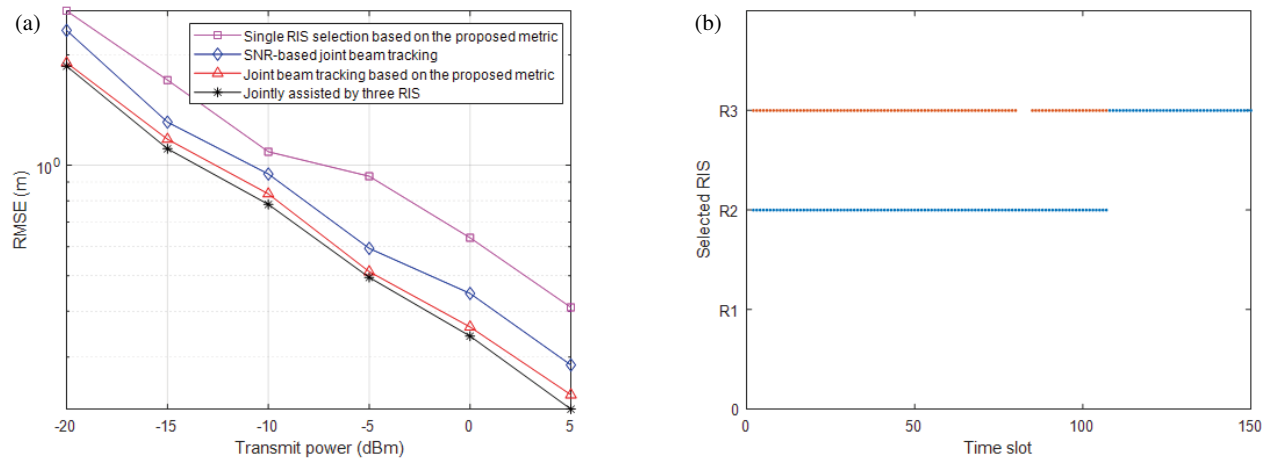 (a)
Single RIS selection based on the proposed metric
SNR-based joint beam tracking
Joint beam tracking based on the proposed metric
Jointly assisted by three RIS
10^0
RMSE (m)
-20 -15 -10 -5 0 5
Transmit power (dBm)
(b)
R3
R2
R1
0
Selected RIS
0 50 100 150
Time slot